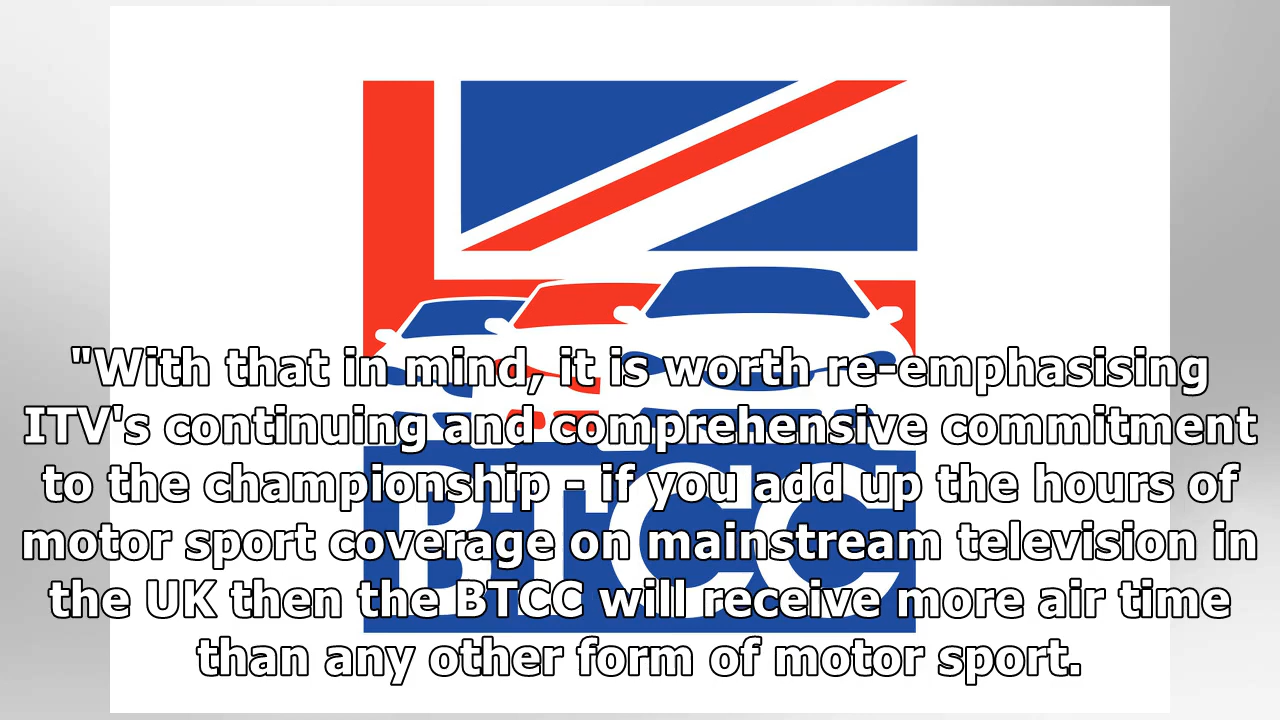 "With that in mind, it is worth re-emphasising
ITV's continuing and comprehensive commitment
to the championship - if you add up the hours of
motor sport coverage on mainstream television in
the UK then the BTCC will receive more air time
than any other form of motor sport.
BTCC